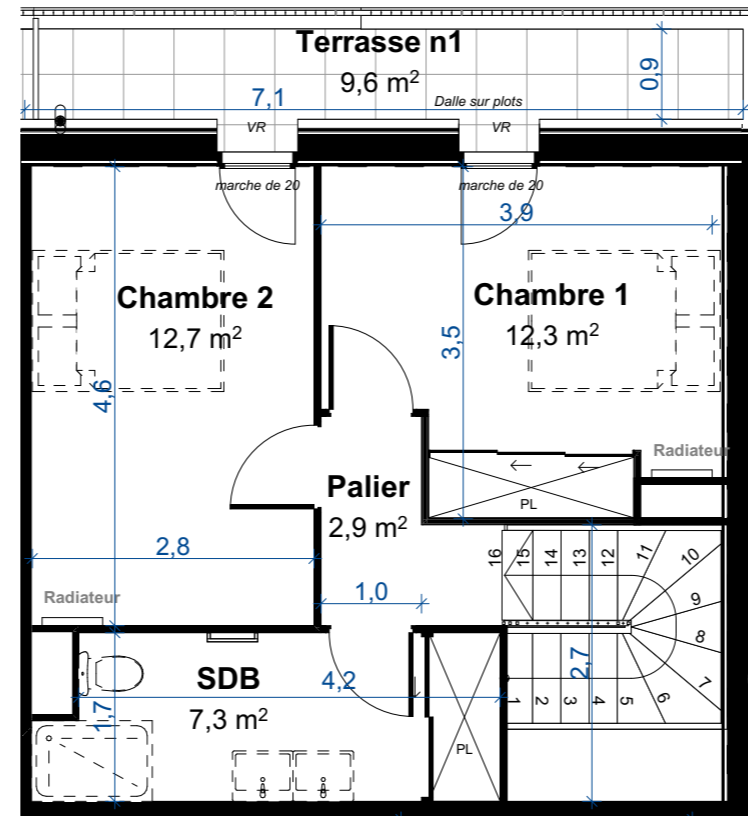 Terrasse n1
9,6 m²
0,9
7,1
Dalle sur plots
VR
VR
marche de 20
marche de 20
3,9
Chambre 2
12,7 m²
Chambre 1
12,3 m²
3,5
4,6
Radiateur
Palier
2,9 m²
PL
2,8
1,0
16
15
14
13
12
11
10
9
8
7
6
5
4
3
2
1
2,7
Radiateur
SDB
7,3 m²
4,2
1,7
PL